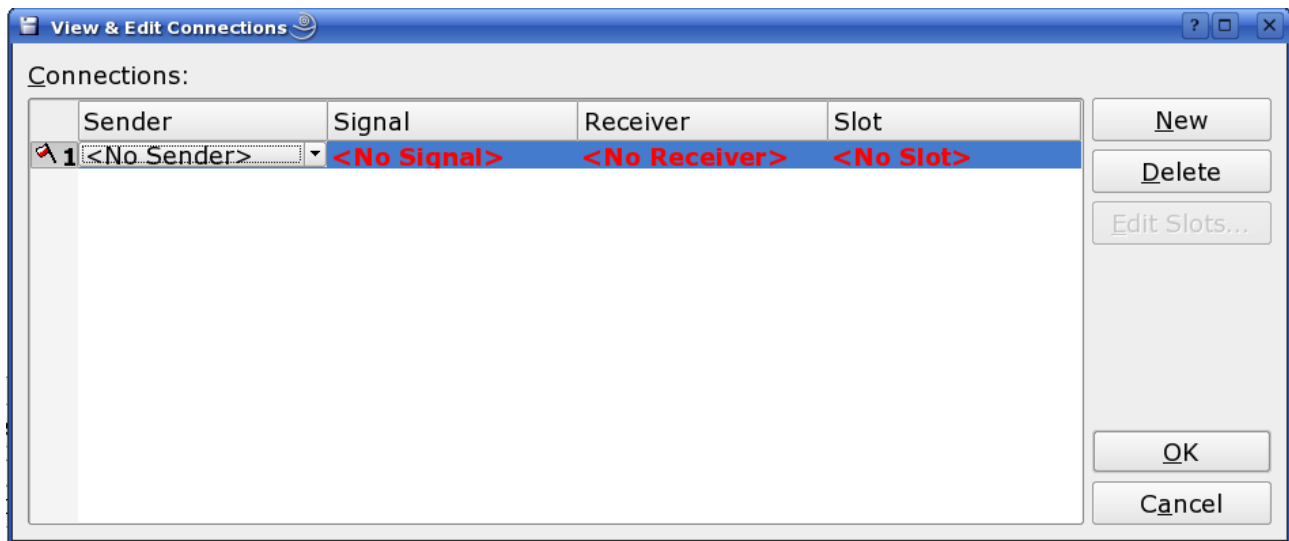 View & Edit Connections
?
Connections:
Sender Signal Receiver Slot
1 <No Sender> <No Signal> <No Receiver> <No Slot>
New
Delete
Edit Slots...
OK
Cancel